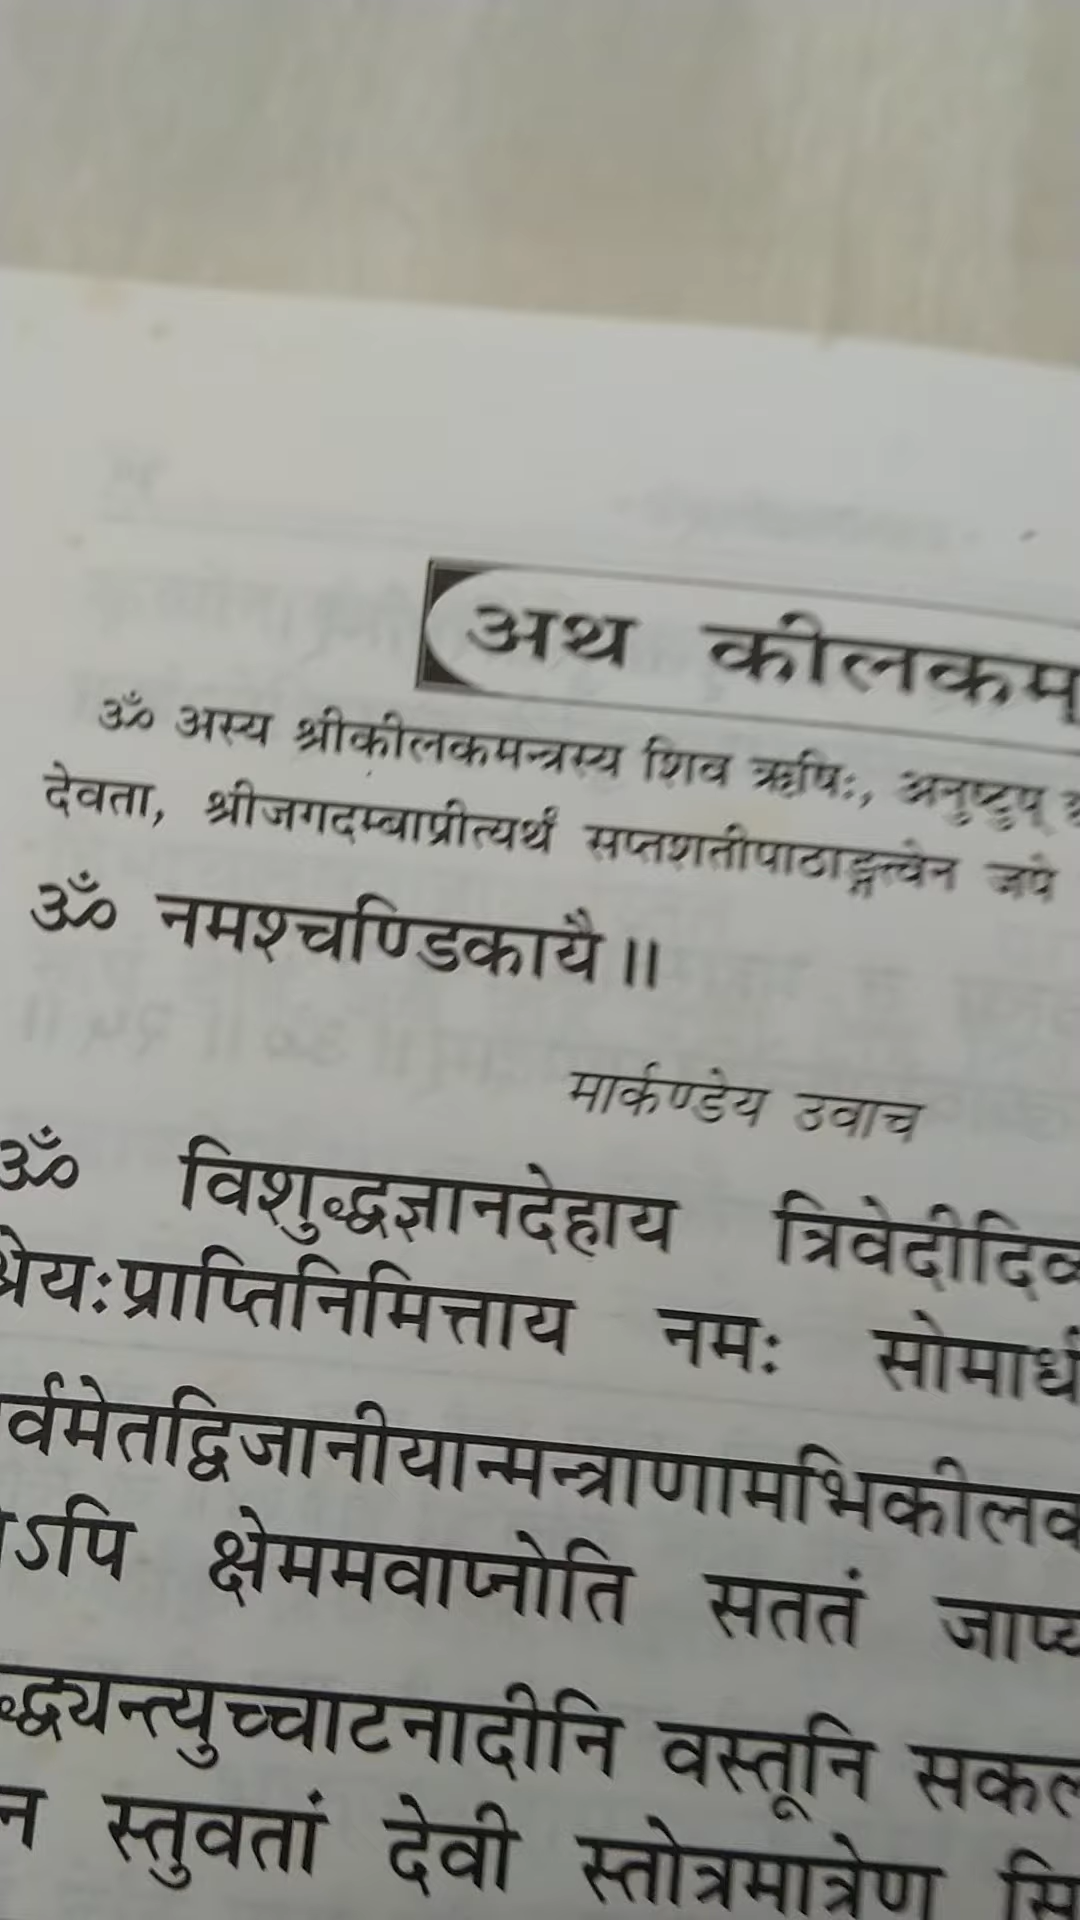 अथ कीलकम्
ॐ अस्य श्रीकीलकमन्त्रस्य शिव ऋषिः, अनुष्टुप्
देवता, श्रीजगदम्बाप्रीत्यर्थं सप्तशतीपाठाङ्गत्वेन जपे
ॐ नमश्चण्डिकायै॥
मार्कण्डेय उवाच
ॐ विशुद्धज्ञानदेहाय त्रिवेदीदिव
श्रेयःप्राप्तिनिमित्ताय नमः सोमार्ध
र्वमेतद्विजानीयान्मन्त्राणामभिकीलक
ऽपि क्षेममवाप्नोति सततं जाप्य
द्ध्यन्त्युच्चाटनादीनि वस्तूनि सकल
न स्तुवतां देवी स्तोत्रमात्रेण सि